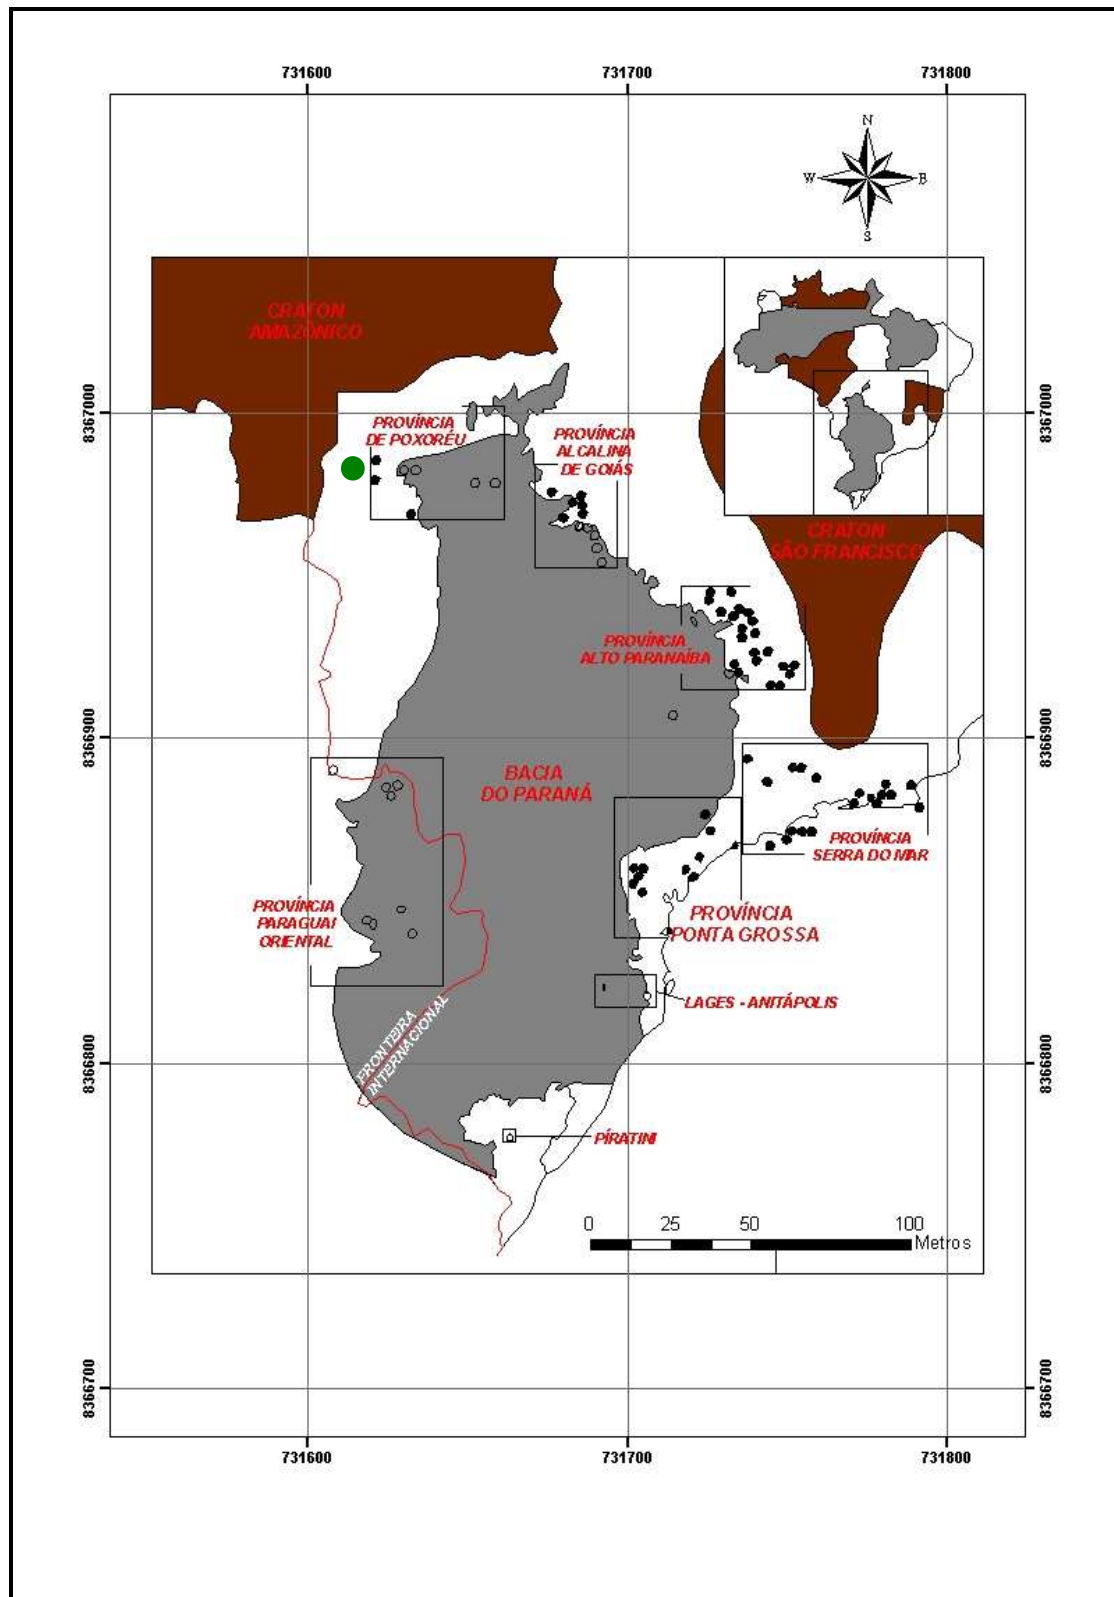 731600 731700 731800
N
W E
S
CRATON
AMAZÔNICO
8367000 8367000
PROVÍNCIA
DE POXORÉU
PROVÍNCIA
ALCALINA
DE GOIÁS
CRATON
SÃO FRANCISCO
PROVÍNCIA
ALTO PARANAÍBA
8366900 8366900
BACIA
DO PARANÁ
PROVÍNCIA
SERRA DO MAR
PROVÍNCIA
PARAGUAI
ORIENTAL
PROVÍNCIA
PONTA GROSSA
LAGES - ANITÁPOLIS
FRONTEIRA
INTERNACIONAL
8366800 8366800
PÍRATINI
0 25 50 100
Metros
8366700 8366700
731600 731700 731800